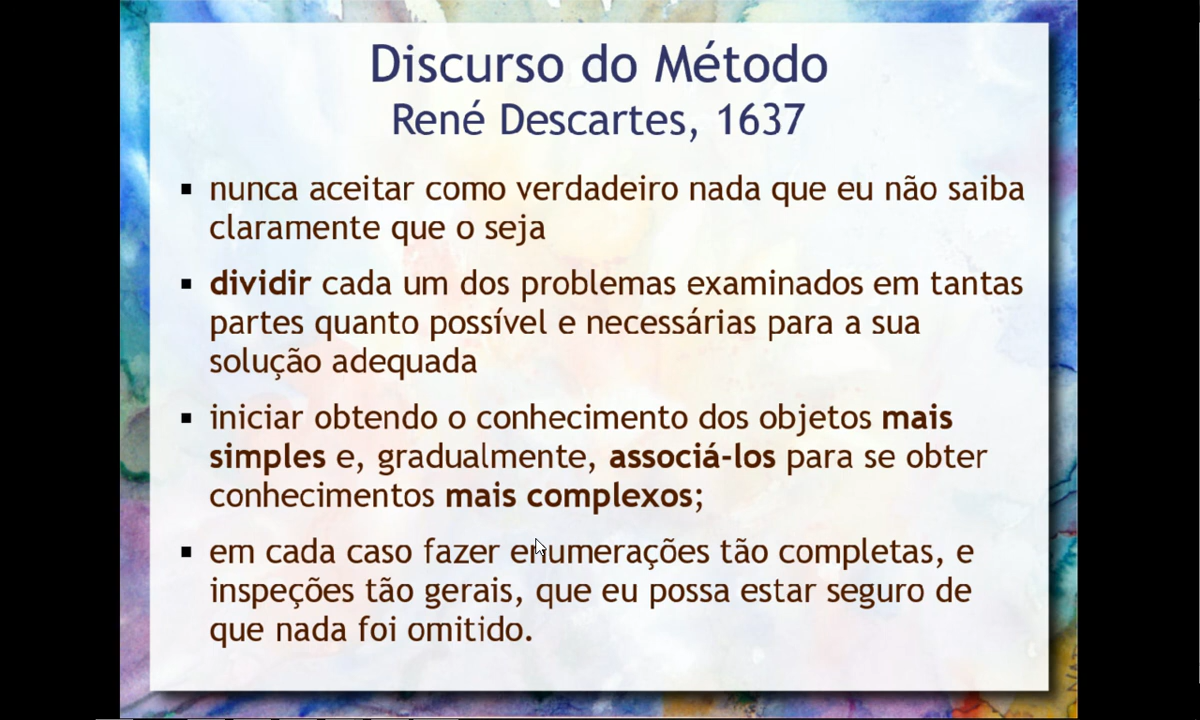 Discurso do Método
René Descartes, 1637
▪ nunca aceitar como verdadeiro nada que eu não saiba
claramente que o seja
▪ dividir cada um dos problemas examinados em tantas
partes quanto possível e necessárias para a sua
solução adequada
▪ iniciar obtendo o conhecimento dos objetos mais
simples e, gradualmente, associá-los para se obter
conhecimentos mais complexos;
▪ em cada caso fazer enumerações tão completas, e
inspeções tão gerais, que eu possa estar seguro de
que nada foi omitido.